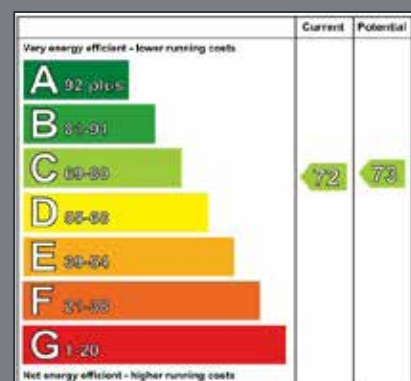 Current Potential
Very energy efficient - lower running costs
A 92 plus
B 81-91
C 69-80 72 73
D 55-68
E 39-54
F 21-38
G 1-20
Not energy efficient - higher running costs